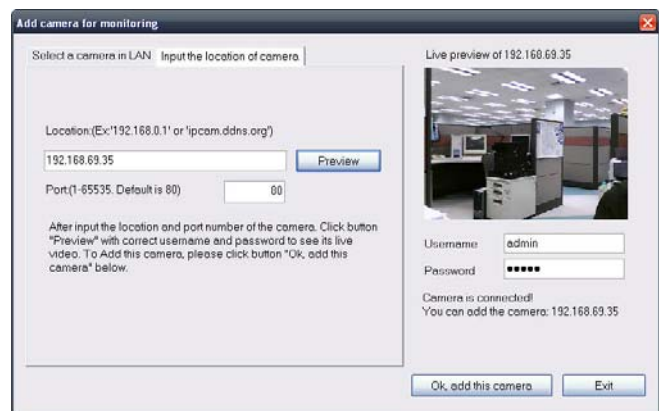 Add camera for monitoring
Select a camera in LAN
Input the location of camera
Location:(Ex:'192.168.0.1' or 'ipcam.ddns.org')
192.168.69.35
Preview
Port:(1-65535. Default is 80)
80
After input the location and port number of the camera. Click button
"Preview" with correct username and password to see its live
video. To Add this camera, please click button "Ok, add this
camera" below.
Live preview of 192.168.69.35
Username
admin
Password
●●●●●
Camera is connected!
You can add the camera: 192.168.69.35
Ok, add this camera
Exit